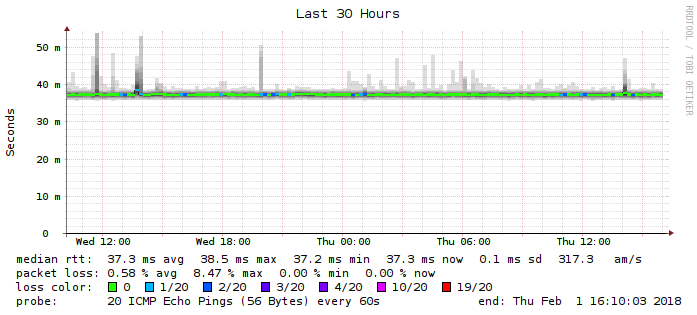 Last 30 Hours
RRDTOOL / TOBI OETIKER
Seconds
50 m
40 m
30 m
20 m
10 m
0
Wed 12:00 Wed 18:00 Thu 00:00 Thu 06:00 Thu 12:00
median rtt: 37.3 ms avg 38.5 ms max 37.2 ms min 37.3 ms now 0.1 ms sd 317.3 am/s
packet loss: 0.58 % avg 8.47 % max 0.00 % min 0.00 % now
loss color: 0 1/20 2/20 3/20 4/20 10/20 19/20
probe: 20 ICMP Echo Pings (56 Bytes) every 60s end: Thu Feb 1 16:10:03 2018